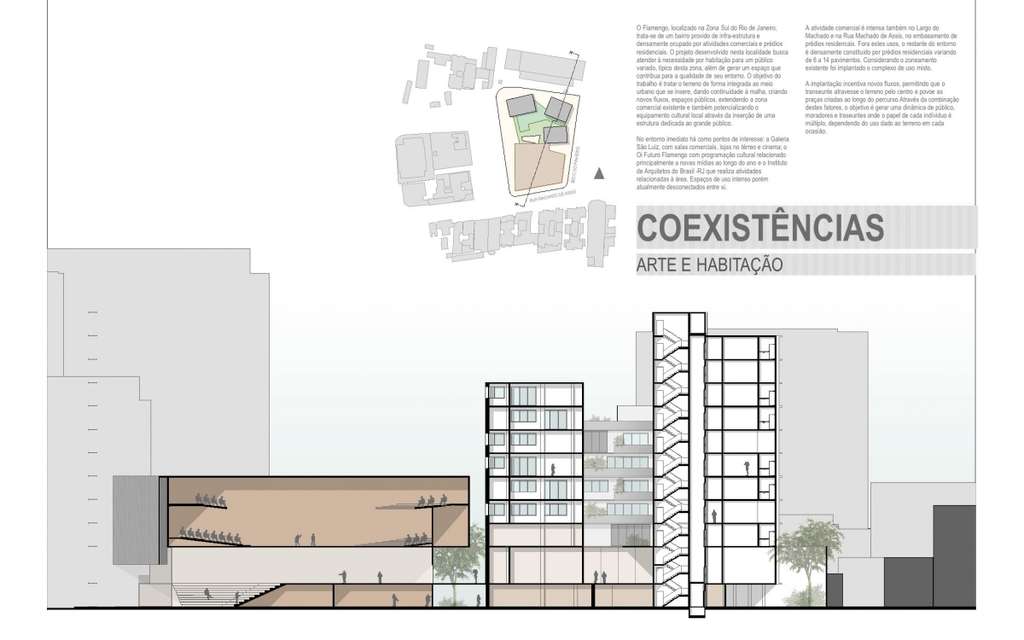 O Flamengo, localizado na Zona Sul do Rio de Janeiro,
trata-se de um bairro provido de infra-estrutura e
densamente ocupado por atividades comerciais e prédios
residenciais. O projeto desenvolvido nesta localidade busca
atender à necessidade por habitação para um público
variado, típico desta zona, além de gerar um espaço que
contribua para a qualidade de seu entorno. O objetivo do
trabalho é tratar o terreno de forma integrada ao meio
urbano que se insere, dando continuidade à malha, criando
novos fluxos, espaços públicos, extendendo a zona
comercial existente e também potencializando o
equipamento cultural local através da inserção de uma
estrutura dedicada ao grande público.
No entorno imediato há como pontos de interesse: a Galeria
São Luiz, com salas comerciais, lojas no térreo e cinema; o
Oi Futuro Flamengo com programação cultural relacionado
principalmente a novas mídias ao longo do ano e o Instituto
de Arquitetos do Brasil -RJ que realiza atividades
relacionadas à área. Espaços de uso intenso porém
atualmente desconectados entre si.
A atividade comercial é intensa também no Largo do
Machado e na Rua Machado de Assis, no embasamento de
prédios residenciais. Fora estes usos, o restante do entorno
é densamente constituído por prédios residenciais variando
de 6 a 14 pavimentos. Considerando o zoneamento
existente foi implantado o complexo de uso misto.
A implantação incentiva novos fluxos, permitindo que o
transeunte atravesse o terreno pelo centro e povoe as
praças criadas ao longo do percurso Através da combinação
destes fatores, o objetivo é gerar uma dinâmica de público,
moradores e trasseuntes onde o papel de cada indivíduo é
múltiplo, dependendo do uso dado ao terreno em cada
ocasião.
RUA MACHADO DE ASSIS
COEXISTÊNCIAS
ARTE E HABITAÇÃO